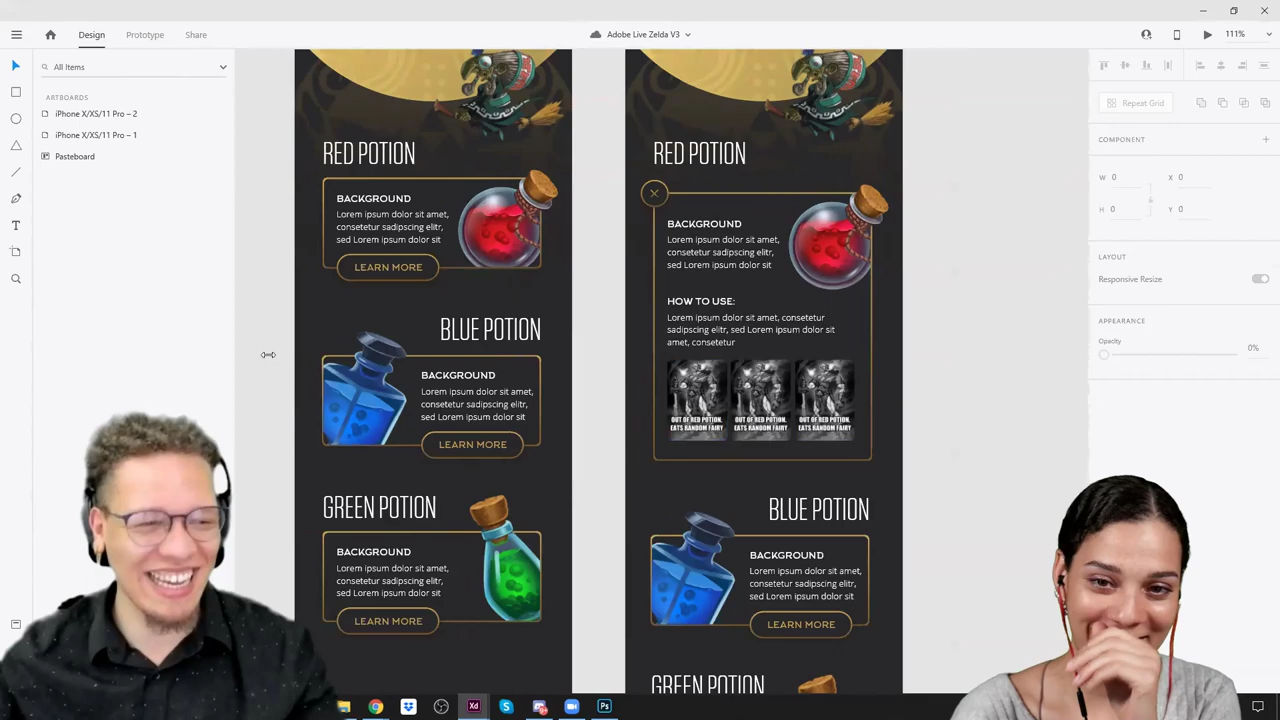 Design
Prototype
Share
Adobe Live Zelda V3
111%
All Items
ARTBOARDS
iPhone X/XS/11 Pro – 2
iPhone X/XS/11 Pro – 1
Pasteboard
RED POTION
BACKGROUND
Lorem ipsum dolor sit amet,
consetetur sadipscing elitr,
sed Lorem ipsum dolor sit
LEARN MORE
BLUE POTION
BACKGROUND
Lorem ipsum dolor sit amet,
consetetur sadipscing elitr,
sed Lorem ipsum dolor sit
LEARN MORE
GREEN POTION
BACKGROUND
Lorem ipsum dolor sit amet,
consetetur sadipscing elitr,
sed Lorem ipsum dolor sit
LEARN MORE
RED POTION
BACKGROUND
Lorem ipsum dolor sit amet,
consetetur sadipscing elitr,
sed Lorem ipsum dolor sit
HOW TO USE:
Lorem ipsum dolor sit amet, consetetur
sadipscing elitr, sed Lorem ipsum dolor sit
amet, consetetur
OUT OF RED POTION,
EATS RANDOM FAIRY
OUT OF RED POTION,
EATS RANDOM FAIRY
OUT OF RED POTION,
EATS RANDOM FAIRY
BLUE POTION
BACKGROUND
Lorem ipsum dolor sit amet,
consetetur sadipscing elitr,
sed Lorem ipsum dolor sit
LEARN MORE
GREEN POTION
Repeat Grid
COMPONENT
W 0
X 0
H 0
Y 0
LAYOUT
Responsive Resize
APPEARANCE
Opacity
0%
Xd
Ps